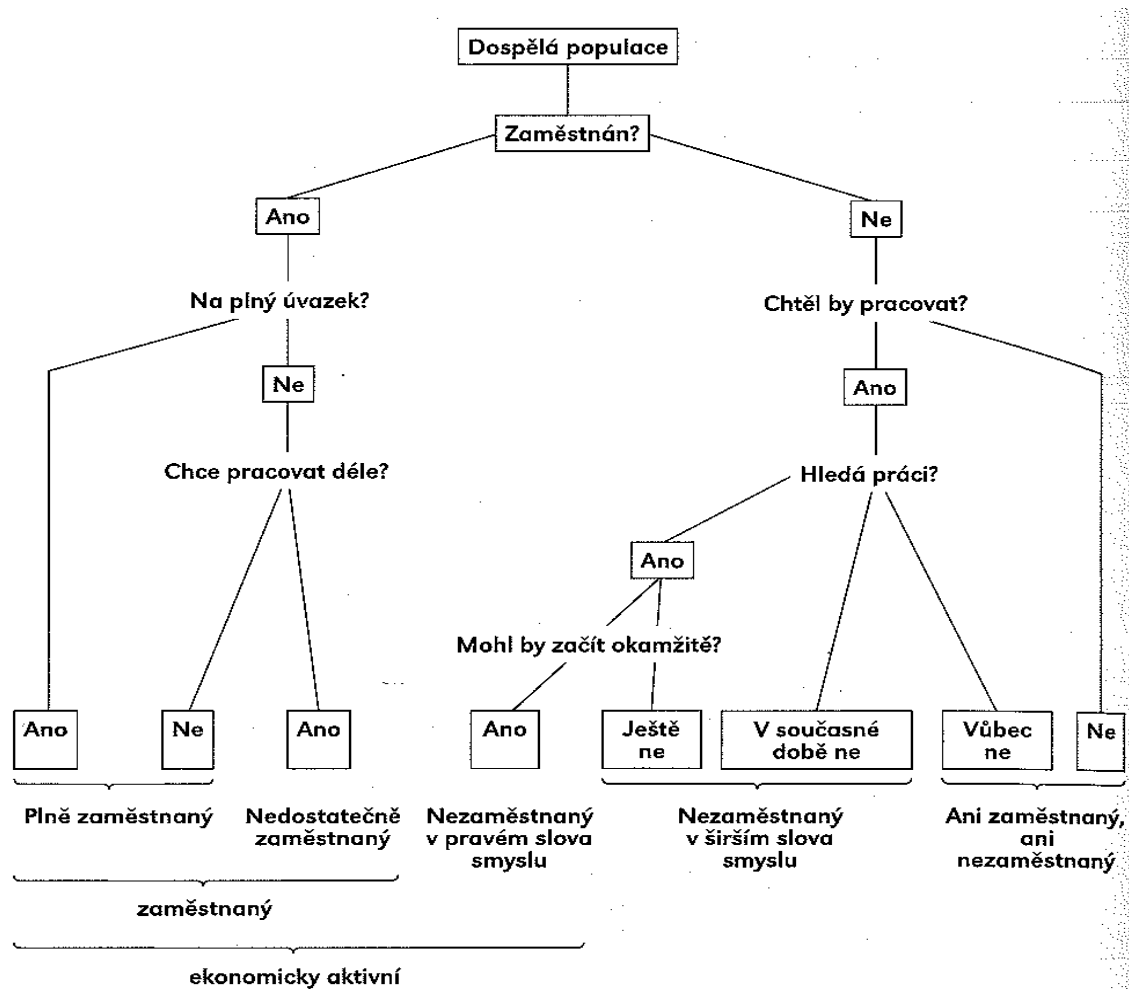 Dospělá populace
Zaměstnán?
Ano
Ne
Na plný úvazek?
Chtěl by pracovat?
Ne
Ano
Chce pracovat déle?
Hledá práci?
Ano
Mohl by začít okamžitě?
Ano
Ne
Ano
Ano
Ještě
ne
V současné
době ne
Vůbec
ne
Ne
Plně zaměstnaný
Nedostatečně
zaměstnaný
Nezaměstnaný
v pravém slova
smyslu
Nezaměstnaný
v širším slova
smyslu
Ani zaměstnaný,
ani
nezaměstnaný
zaměstnaný
ekonomicky aktivní